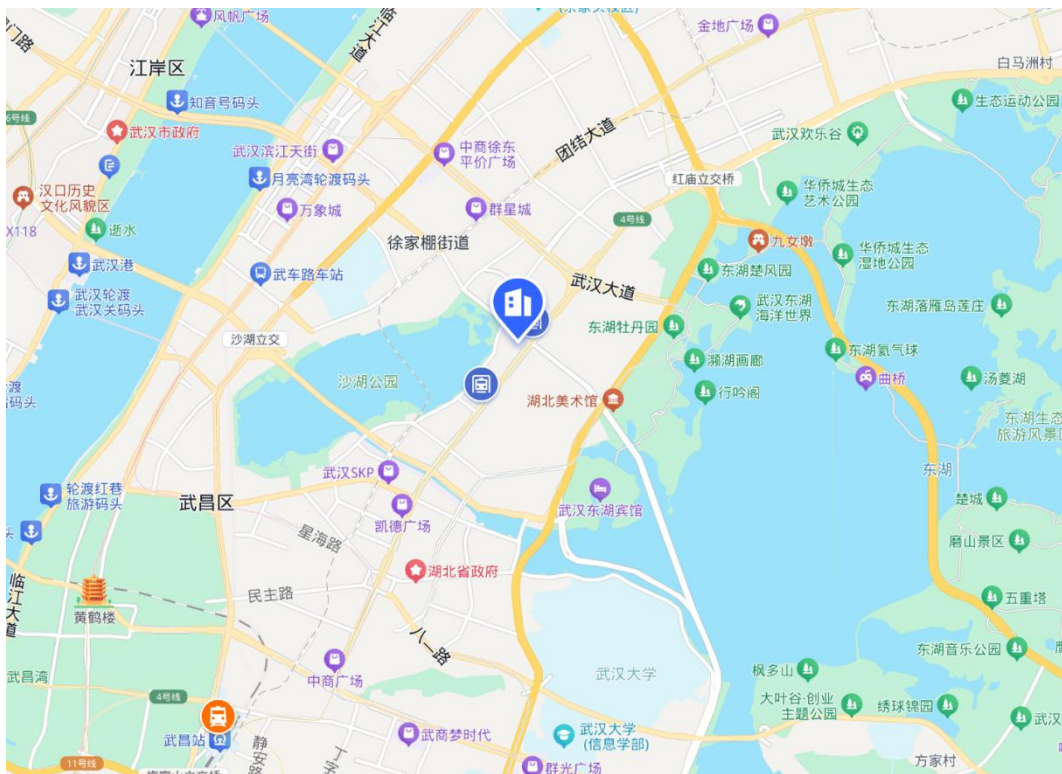 风帆广场
临江大道
金地广场
白马洲村
江岸区
知音号码头
生态运动公园
6号线
武汉市政府
武汉欢乐谷
团结大道
武汉滨江天街
中商徐东
平价广场
月亮湾轮渡码头
红庙立交桥
华侨城生态
艺术公园
汉口历史
文化风貌区
万象城
群星城
4号线
X118
逝水
徐家棚街道
九女墩
华侨城生态
湿地公园
武汉港
武车路车站
东湖楚风园
武汉大道
武汉轮渡
武汉关码头
武汉东湖
海洋世界
东湖落雁岛莲庄
东湖牡丹园
沙湖立交
东湖氦气球
濒湖画廊
沙湖公园
曲桥
汤菱湖
行吟阁
湖北美术馆
东湖生态
旅游风景区
武汉SKP
东湖
轮渡红巷
旅游码头
武昌区
楚城
武汉东湖宾馆
凯德广场
星海路
磨山景区
湖北省政府
临江大道
民主路
五重塔
黄鹤楼
八一路
东湖音乐公园
武昌湾
中商广场
武汉大学
枫多山
4号线
大叶谷·创业
主题公园
绣球锦园
武汉
武昌站
静安路
武商梦时代
武汉大学
(信息学部)
方家村
11号线
丁字
群光广场